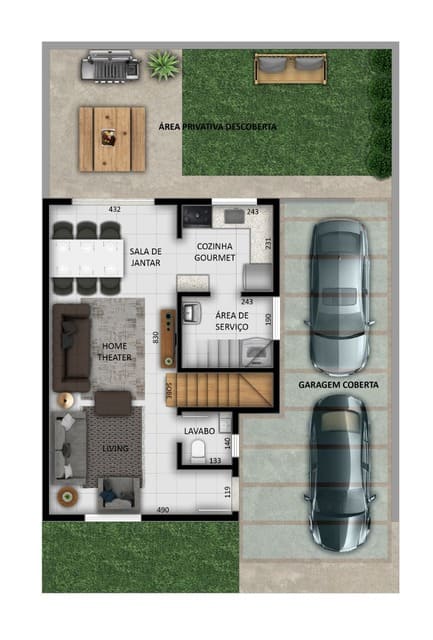 ÁREA PRIVATIVA DESCOBERTA
432
243
SALA DE
JANTAR
COZINHA
GOURMET
231
243
ÁREA DE
SERVIÇO
190
830
HOME
THEATER
SOBE
GARAGEM COBERTA
LAVABO
140
133
LIVING
119
490